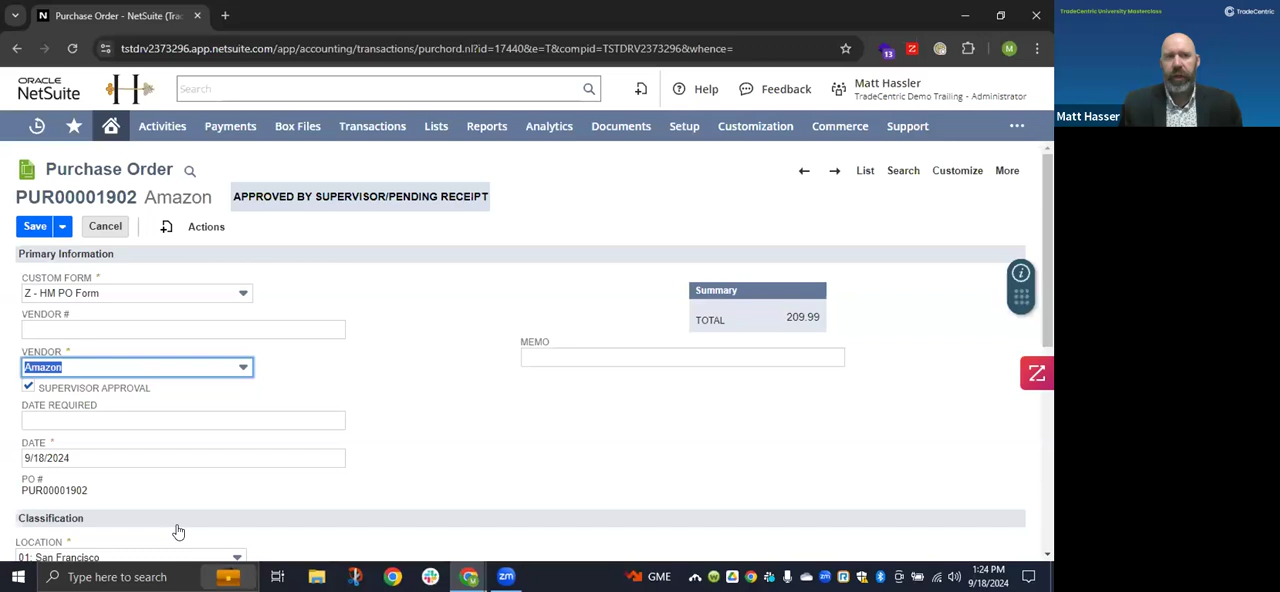 Purchase Order - NetSuite (Tra
TradeCentric University Masterclass
TradeCentric
tstdrv2373296.app.netsuite.com/app/accounting/transactions/purchord.nl?id=17440&e=T&compid=TSTDRV2373296&whence=
13
Z
M
ORACLE
NETSUITE
H
Search
Help
Feedback
Matt Hassler
TradeCentric Demo Trailing - Administrator
Matt Hasser
Activities
Payments
Box Files
Transactions
Lists
Reports
Analytics
Documents
Setup
Customization
Commerce
Support
Purchase Order
List
Search
Customize
More
PUR00001902 Amazon
APPROVED BY SUPERVISOR/PENDING RECEIPT
Save
Cancel
Actions
Primary Information
CUSTOM FORM *
Z - HM PO Form
Summary
TOTAL 209.99
VENDOR #
MEMO
VENDOR *
Amazon
SUPERVISOR APPROVAL
DATE REQUIRED
DATE *
9/18/2024
PO #
PUR00001902
Classification
LOCATION *
01: San Francisco
Type here to search
zm
GME
1:24 PM
9/18/2024